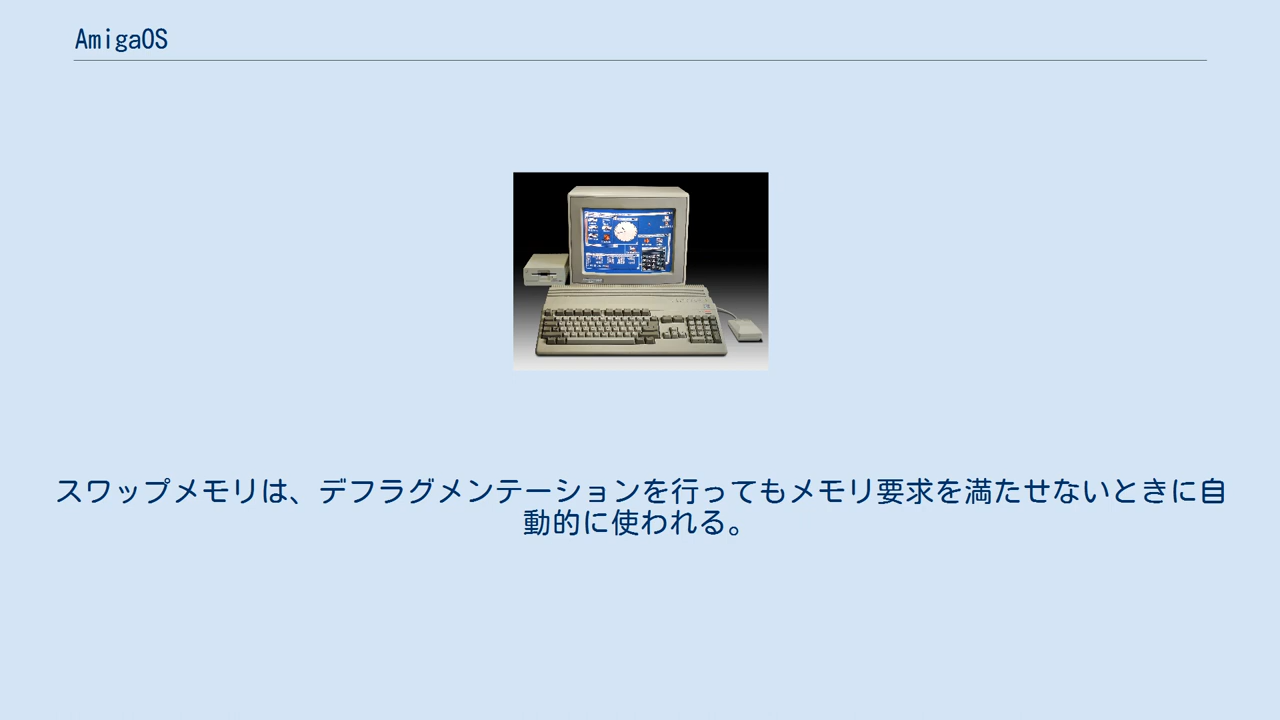 AmigaOS
スワップメモリは、デフラグメンテーションを行ってもメモリ要求を満たせないときに自
動的に使われる。